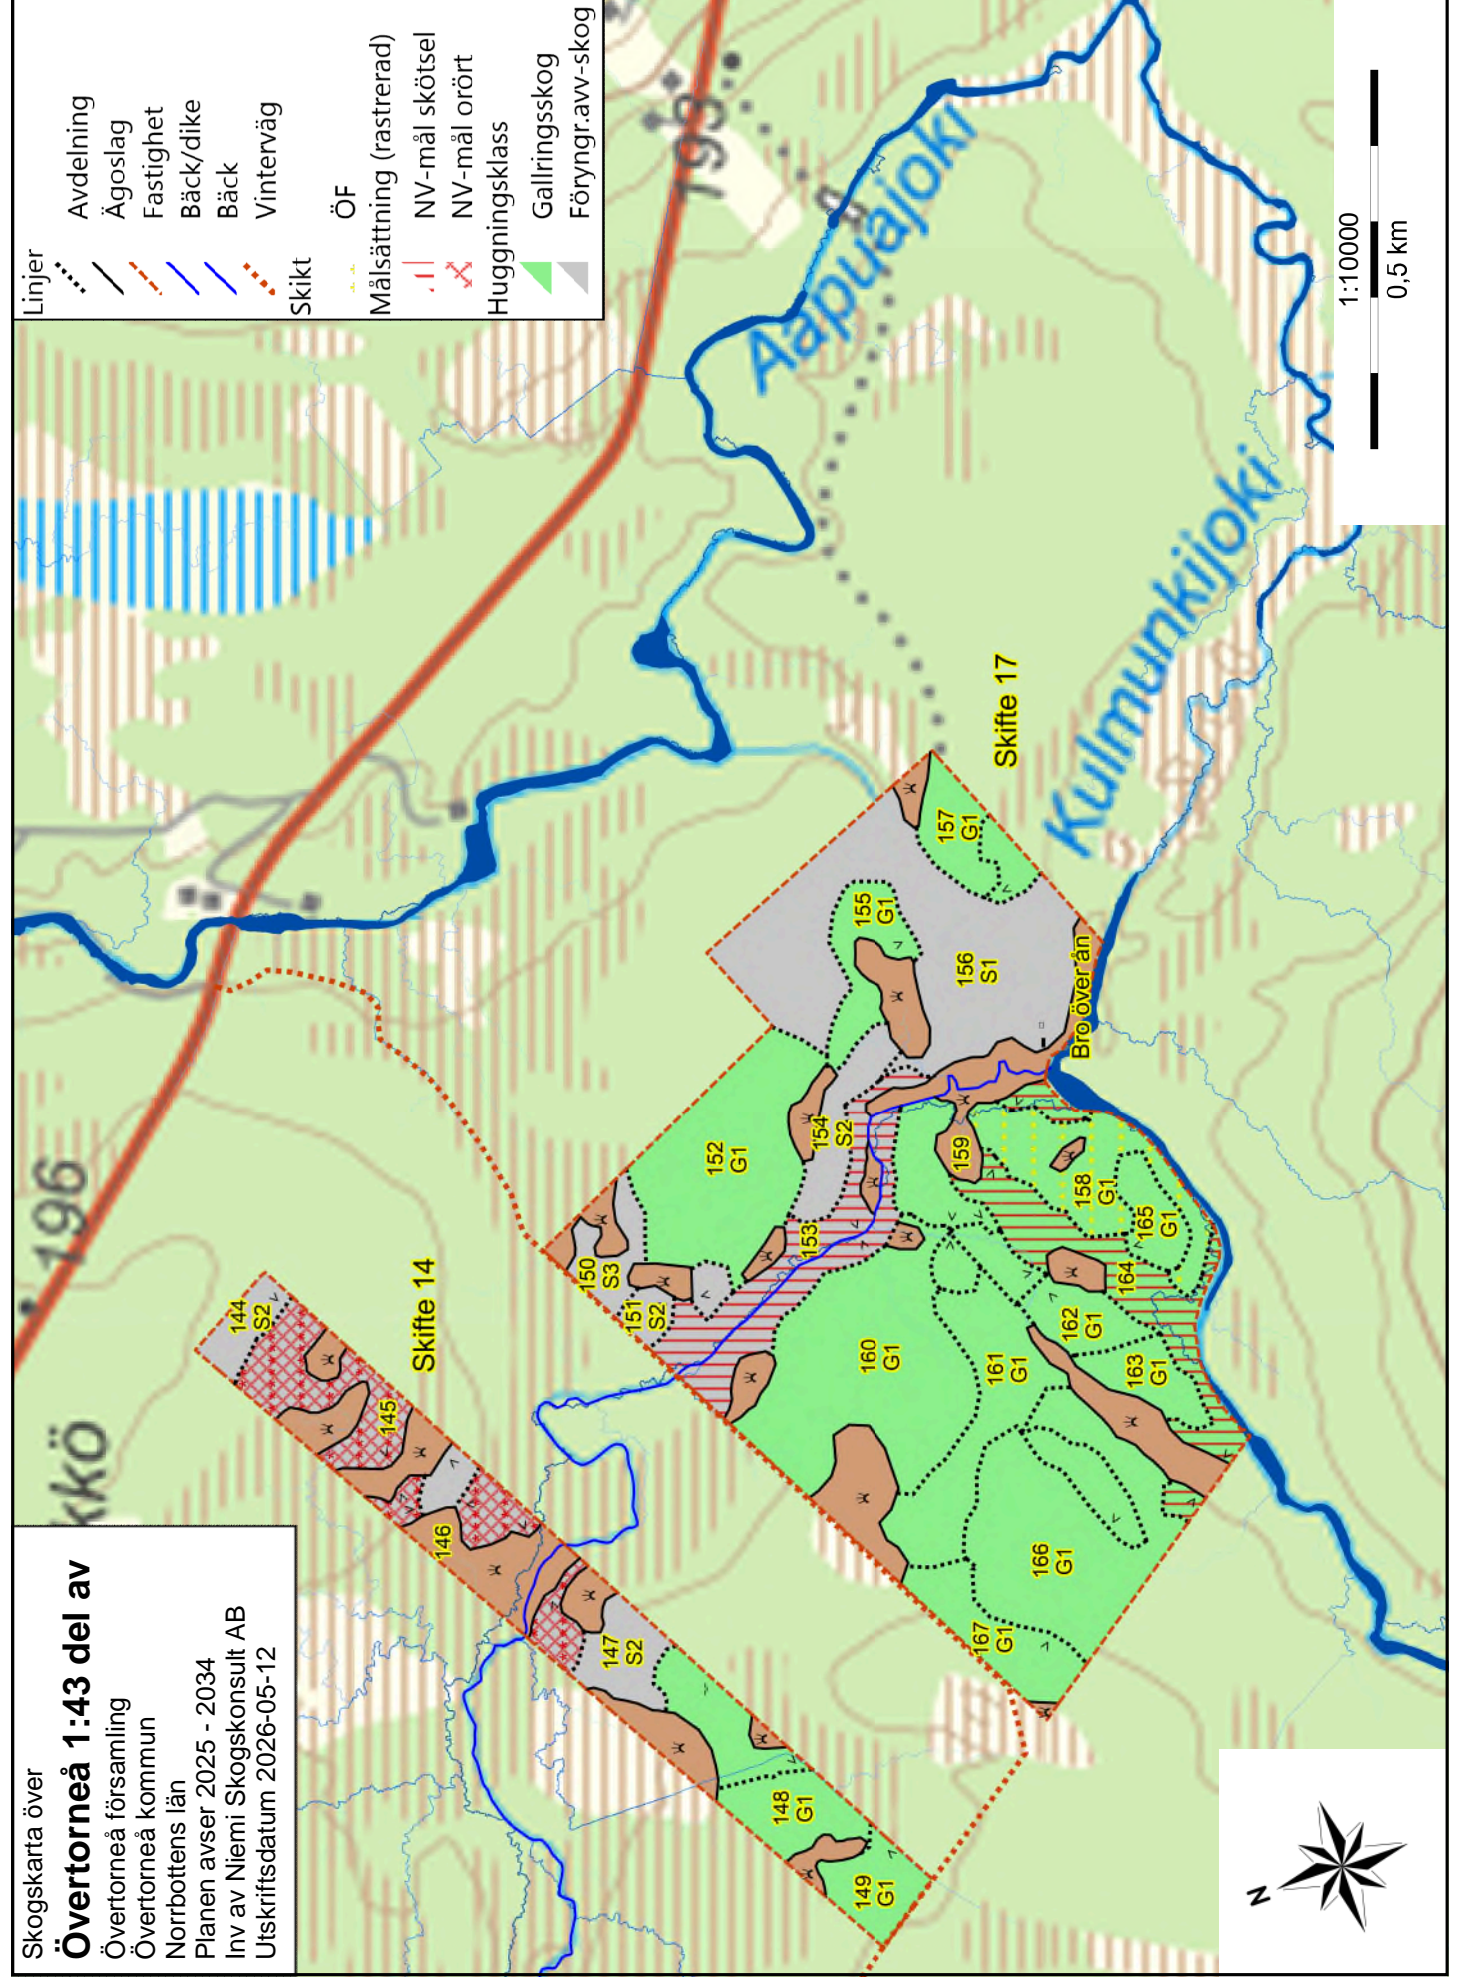 Skogskarta över
Övertorneå 1:43 del av
Övertorneå församling
Övertorneå kommun
Norrbottens län
Planen avser 2025 - 2034
Inv av Niemi Skogskonsult AB
Utskriftsdatum 2026-05-12
Linjer
Avdelning
Ägoslag
Fastighet
Bäck/dike
Bäck
Vinterväg
Skikt
ÖF
Målsättning (rastrerad)
NV-mål skötsel
NV-mål orört
Huggningsklass
Gallringsskog
Föryngr.avv-skog
kkö
196
193
Aapuajoki
Kulmunkijoki
Skifte 14
Skifte 17
Bro över ån
144
S2
145
146
147
S2
148
G1
149
G1
150
S3
151
S2
152
G1
153
154
S2
155
G1
156
S1
157
G1
158
G1
159
160
G1
161
G1
162
G1
163
G1
164
165
G1
166
G1
167
G1
1:10000
0,5 km
N